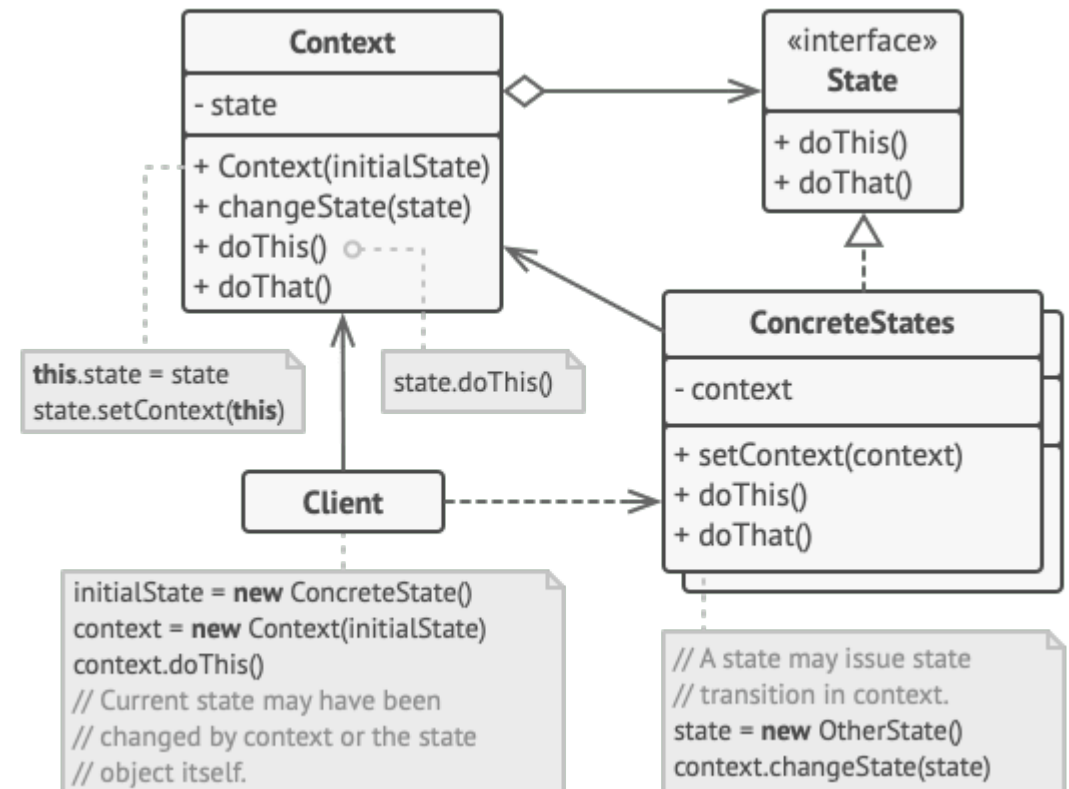 Context
- state
+ Context(initialState)
+ changeState(state)
+ doThis()
+ doThat()
«interface»
State
+ doThis()
+ doThat()
this.state = state
state.setContext(this)
state.doThis()
ConcreteStates
- context
+ setContext(context)
+ doThis()
+ doThat()
Client
initialState = new ConcreteState()
context = new Context(initialState)
context.doThis()
// Current state may have been
// changed by context or the state
// object itself.
// A state may issue state
// transition in context.
state = new OtherState()
context.changeState(state)